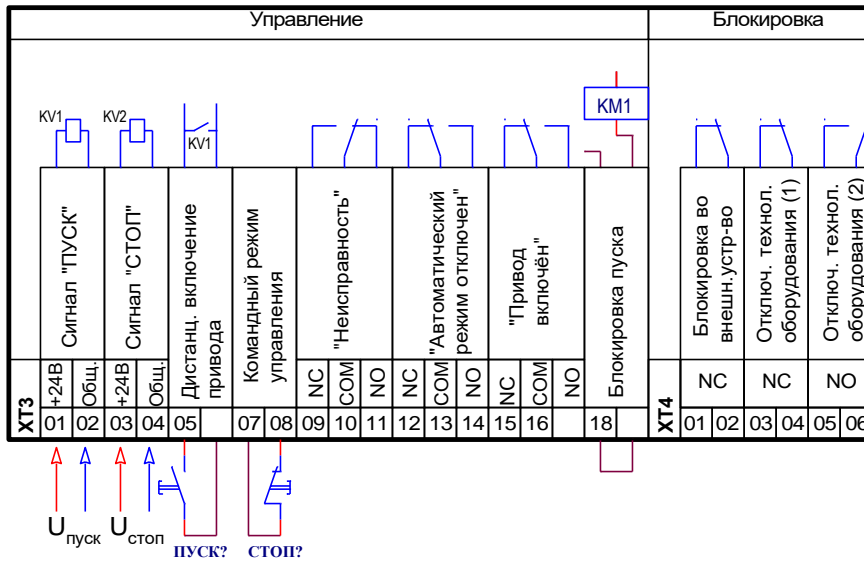 Управление
Блокировка
KV1
KV2
KV1
KM1
Сигнал "ПУСК"
Сигнал "СТОП"
Дистанц. включение
привода
Командный режим
управления
"Неисправность"
"Автоматический
режим отключен"
"Привод
включён"
Блокировка пуска
Блокировка во
внешн.устр-во
Отключ. технол.
оборудования (1)
Отключ. технол.
оборудования (2)
XT3
+24В
Общ.
+24В
Общ.
NC
COM
NO
NC
COM
NO
NC
COM
NO
XT4
NC
NC
NO
01 02 03 04 05 07 08 09 10 11 12 13 14 15 16 18
01 02 03 04 05 06
Uпуск
Uстоп
ПУСК?
СТОП?